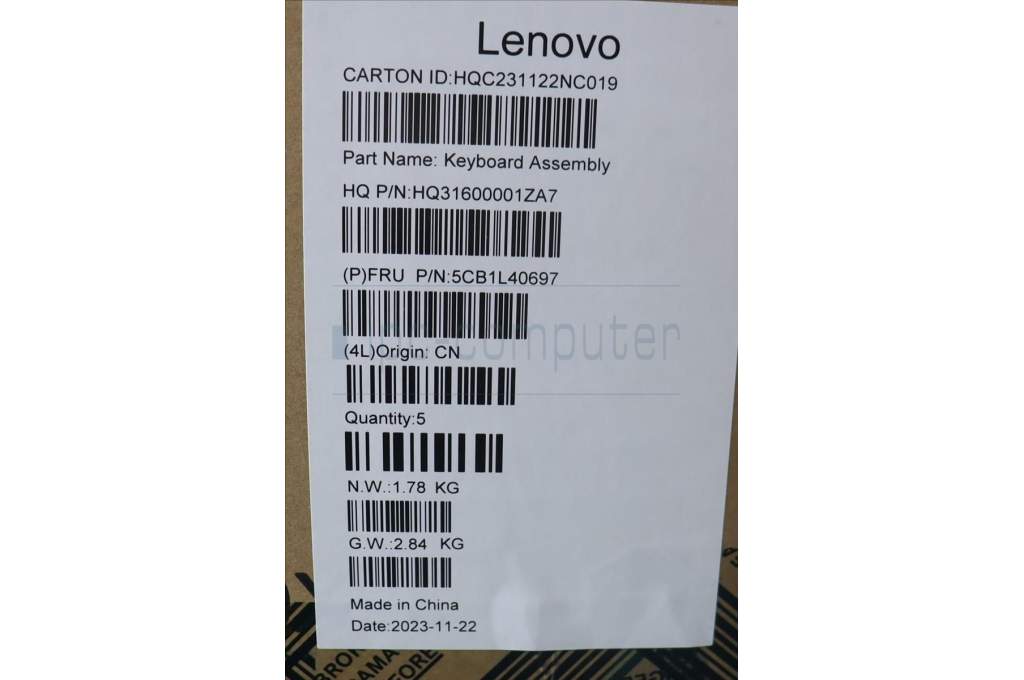 Lenovo
CARTON ID:HQC231122NC019
Part Name: Keyboard Assembly
HQ P/N:HQ31600001ZA7
(P)FRU P/N:5CB1L40697
computer
(4L)Origin: CN
Quantity:5
N.W.:1.78 KG
G.W.:2.84 KG
Made in China
Date:2023-11-22